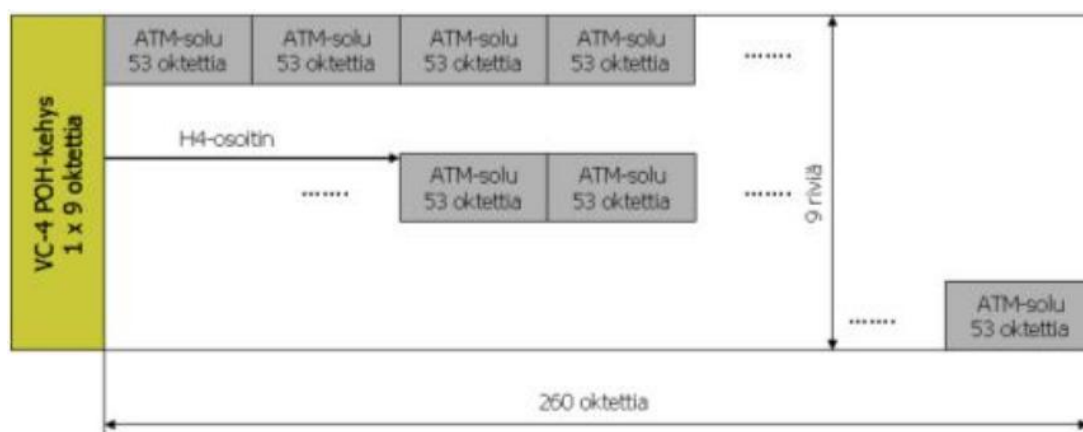 VC-4 POH-kehys
1 x 9 oktettia
ATM-solu
53 oktettia
ATM-solu
53 oktettia
ATM-solu
53 oktettia
ATM-solu
53 oktettia
.......
H4-osoitin
.......
ATM-solu
53 oktettia
ATM-solu
53 oktettia
.......
9 riviä
.......
ATM-solu
53 oktettia
260 oktettia